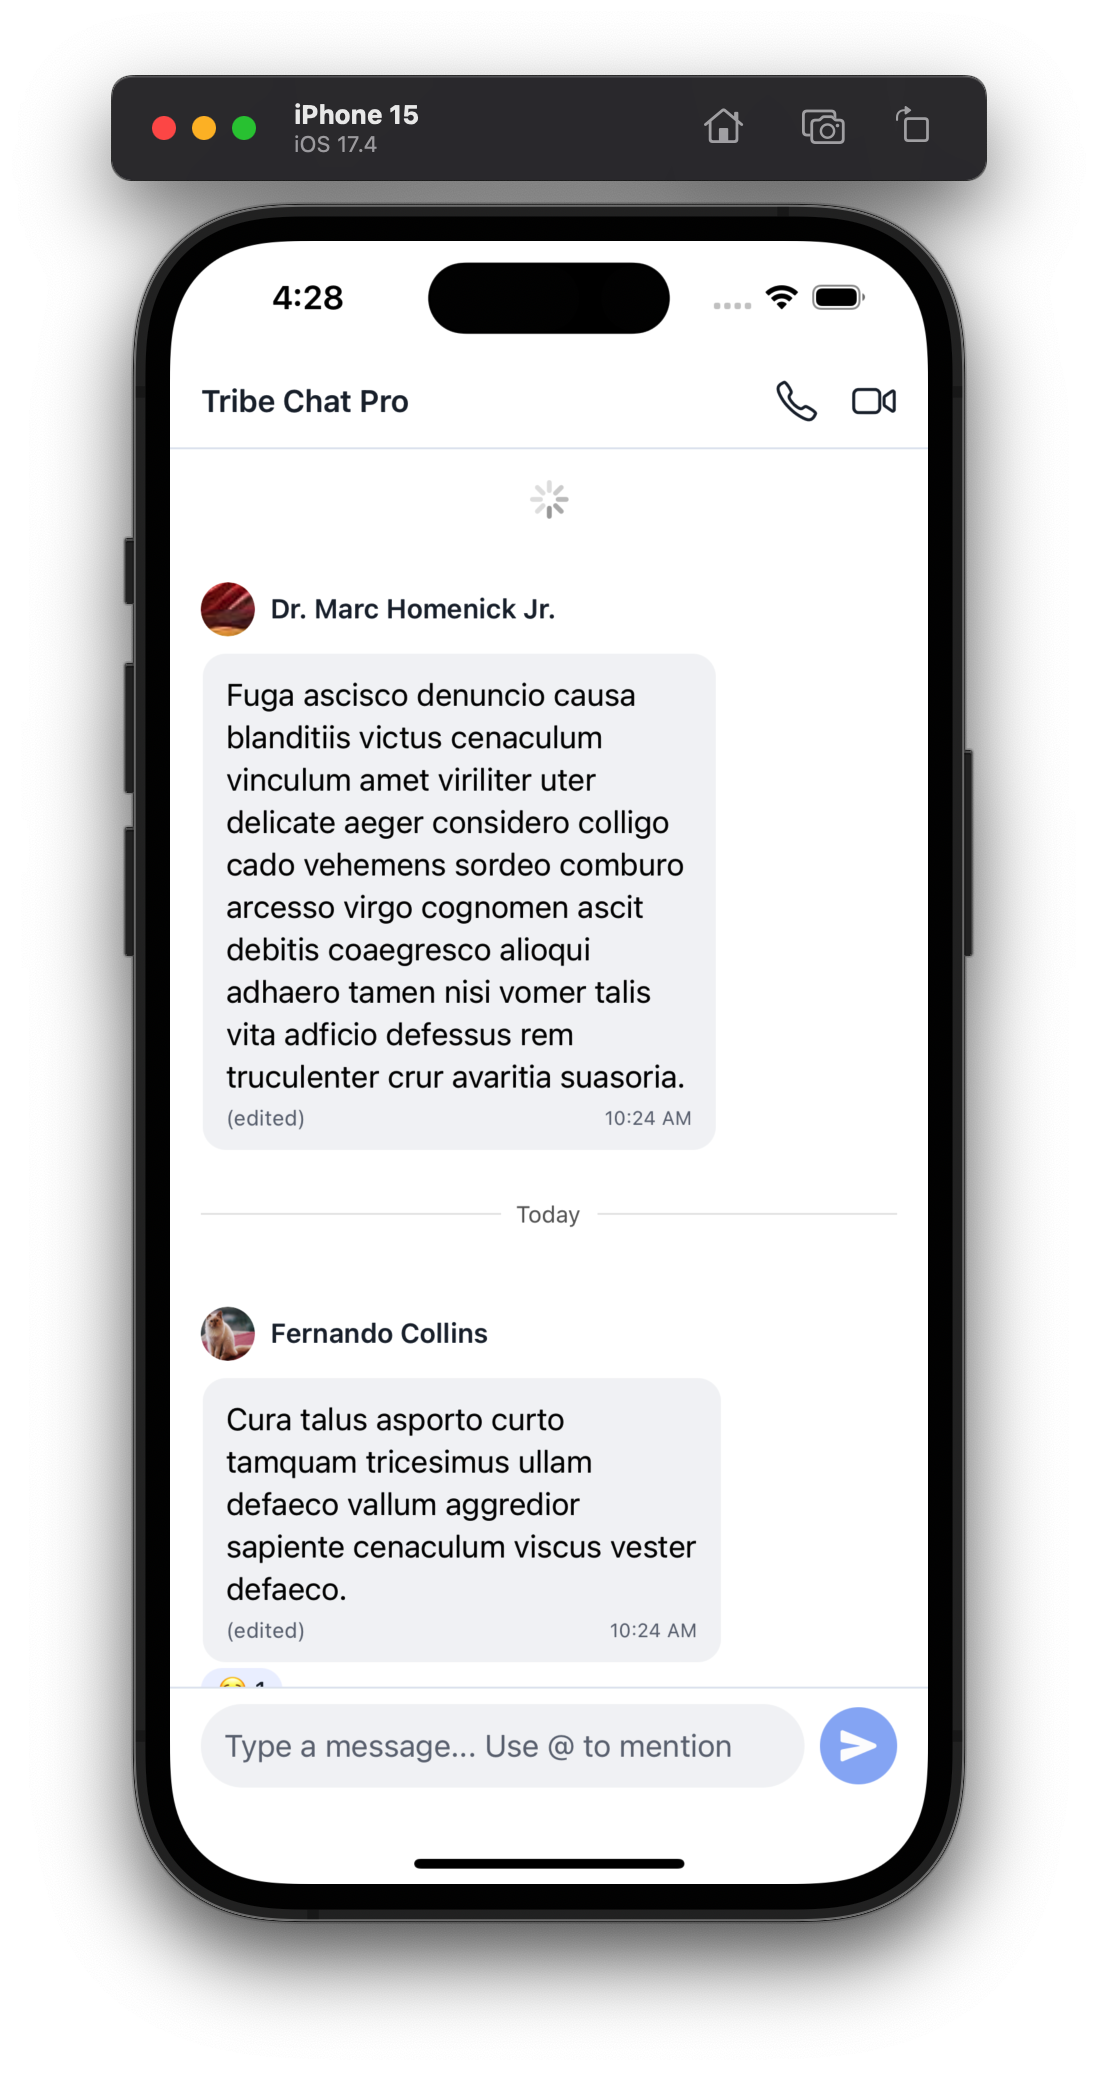 iPhone 15
iOS 17.4
4:28
Tribe Chat Pro
Dr. Marc Homenick Jr.
Fuga ascisco denuncio causa
blanditiis victus cenaculum
vinculum amet viriliter uter
delicate aeger considero colligo
cado vehemens sordeo comburo
arcesso virgo cognomen ascit
debitis coaegresco alioqui
adhaero tamen nisi vomer talis
vita adficio defessus rem
truculenter crur avaritia suasoria.
(edited) 10:24 AM
Today
Fernando Collins
Cura talus asporto curto
tamquam tricesimus ullam
defaeco vallum aggredior
sapiente cenaculum viscus vester
defaeco.
(edited) 10:24 AM
1
Type a message... Use @ to mention